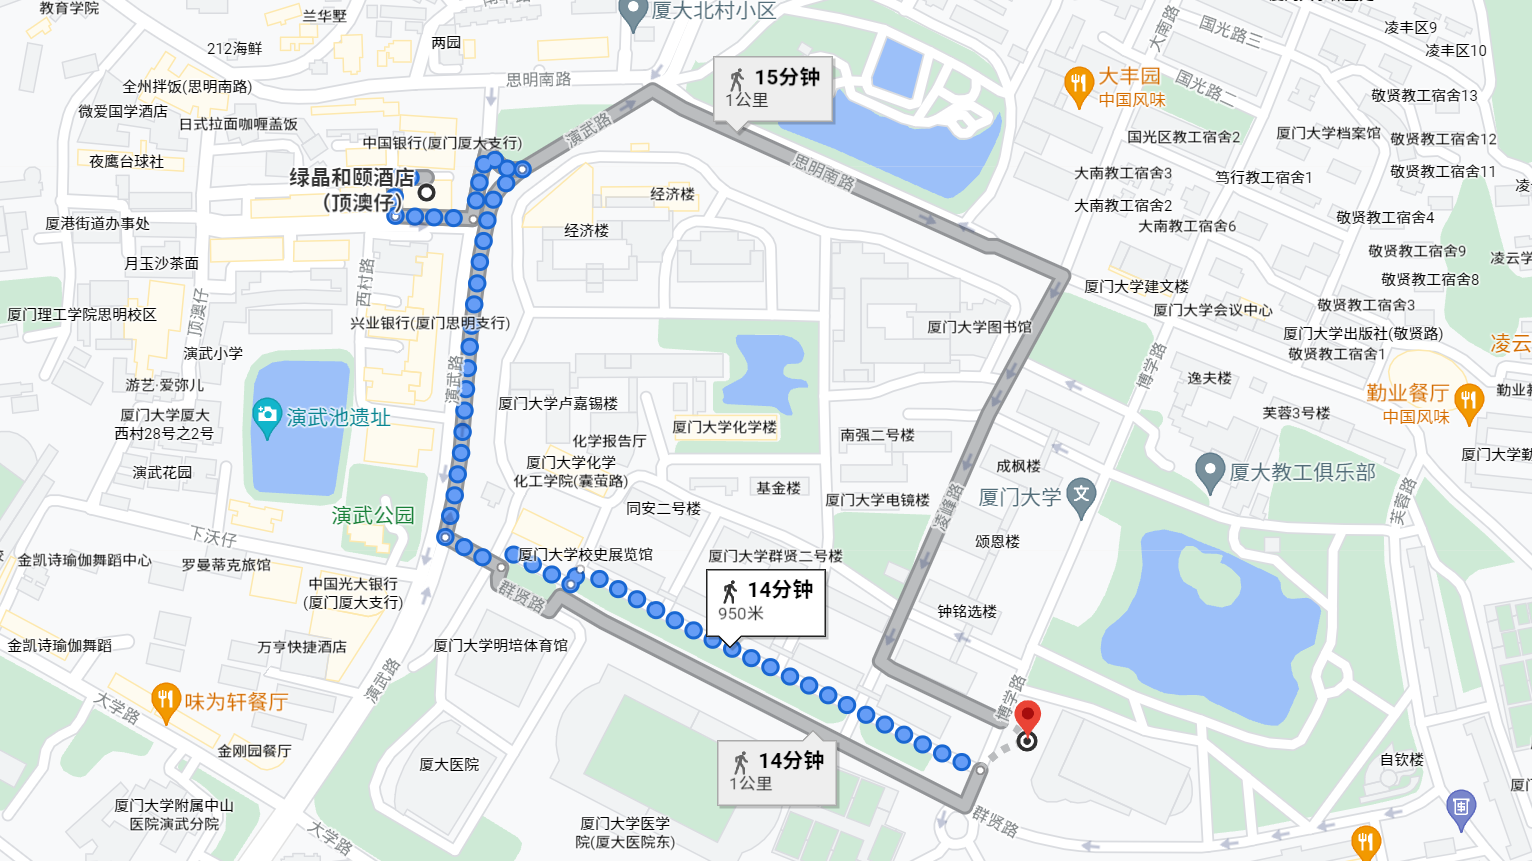 教育学院
兰华墅
厦大北村小区
国光路三
凌丰区9
凌丰区10
两园
212海鲜
思明南路
大南路
15分钟
1公里
大丰园
中国风味
国光路二
敬贤教工宿舍13
全州拌饭(思明南路)
微爱国学酒店
日式拉面咖喱盖饭
演武路
中国银行(厦门厦大支行)
国光区教工宿舍2
厦门大学档案馆
敬贤教工宿舍12
夜鹰台球社
绿晶和颐酒店
（顶澳仔）
思明南路
大南教工宿舍3
笃行教工宿舍1
敬贤教工宿舍11
经济楼
大南教工宿舍2
敬贤教工宿舍4
厦港街道办事处
经济楼
大南教工宿舍6
敬贤教工宿舍9
凌云学
月玉沙茶面
西村路
厦门大学建文楼
敬贤教工宿舍8
顶澳仔
厦门理工学院思明校区
兴业银行(厦门思明支行)
厦门大学图书馆
厦门大学会议中心
敬贤教工宿舍3
厦门大学出版社(敬贤路)
凌云
敬贤教工宿舍1
演武小学
演武路
博学路
游艺·爱弥儿
逸夫楼
勤业餐厅
中国风味
勤业
厦门大学厦大
西村28号之2号
演武池遗址
厦门大学卢嘉锡楼
厦门大学化学楼
化学报告厅
南强二号楼
芙蓉3号楼
厦门大学勤
演武花园
厦门大学化学
化工学院(囊萤路)
基金楼
成枫楼
厦门大学
厦大教工俱乐部
演武公园
同安二号楼
厦门大学电镜楼
凌峰路
芙蓉路
下沃仔
颂恩楼
金凯诗瑜伽舞蹈中心
罗曼蒂克旅馆
厦门大学校史展览馆
厦门大学群贤二号楼
中国光大银行
(厦门厦大支行)
群贤路
14分钟
950米
钟铭选楼
金凯诗瑜伽舞蹈
万亨快捷酒店
厦门大学明培体育馆
演武路
博学路
大学路
味为轩餐厅
金刚园餐厅
厦大医院
14分钟
1公里
自钦楼
厦门大学附属中山
医院演武分院
大学路
厦门大学医学
院(厦大医院东)
群贤路